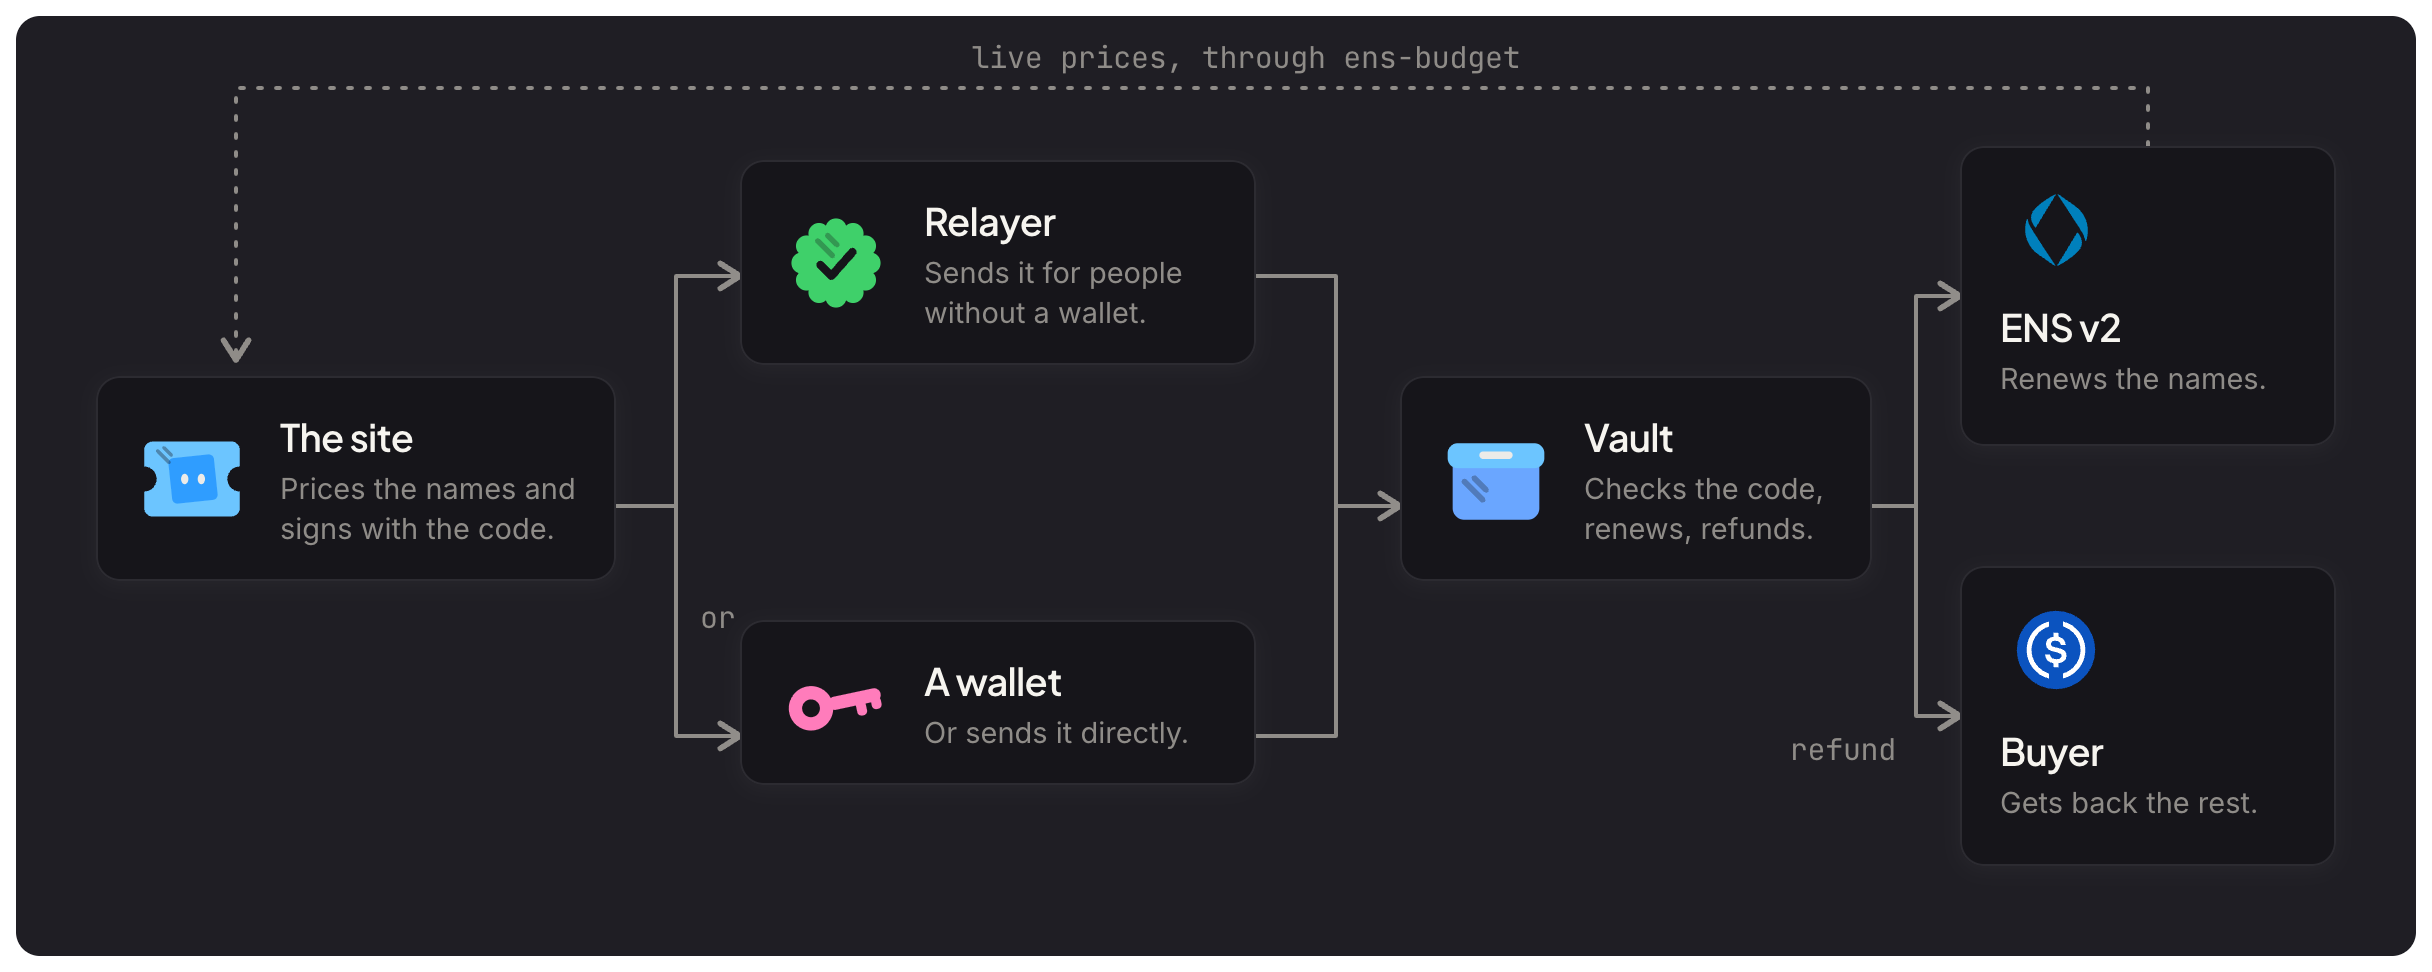 live prices, through ens-budget
The site
Prices the names and
signs with the code.
Relayer
Sends it for people
without a wallet.
or
A wallet
Or sends it directly.
Vault
Checks the code,
renews, refunds.
ENS v2
Renews the names.
refund
Buyer
Gets back the rest.